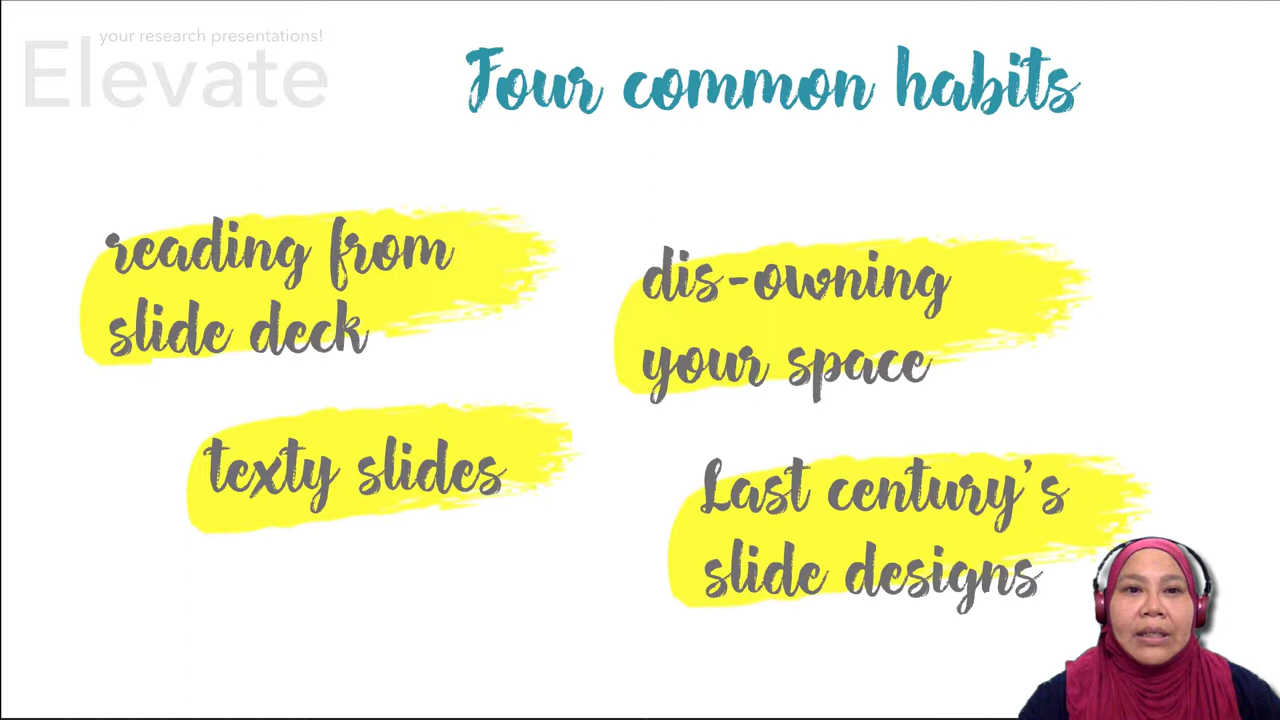 your research presentations!
Elevate
Four common habits
reading from
slide deck
dis-owning
your space
texty slides
Last century's
slide designs